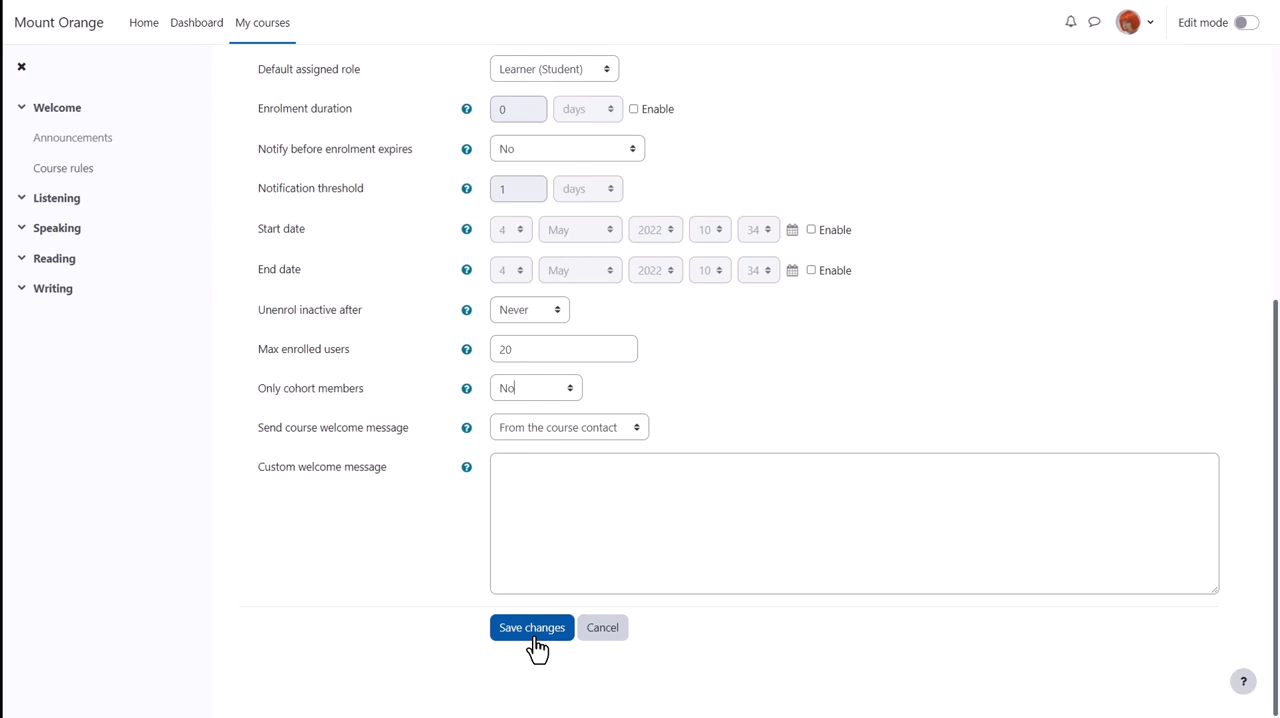 Mount Orange Home Dashboard My courses Edit mode
Welcome
Announcements
Course rules
Listening
Speaking
Reading
Writing
Default assigned role Learner (Student)
Enrolment duration ? 0 days Enable
Notify before enrolment expires ? No
Notification threshold ? 1 days
Start date ? 4 May 2022 10 34 Enable
End date ? 4 May 2022 10 34 Enable
Unenrol inactive after ? Never
Max enrolled users ? 20
Only cohort members ? No
Send course welcome message ? From the course contact
Custom welcome message ?
Save changes Cancel
?